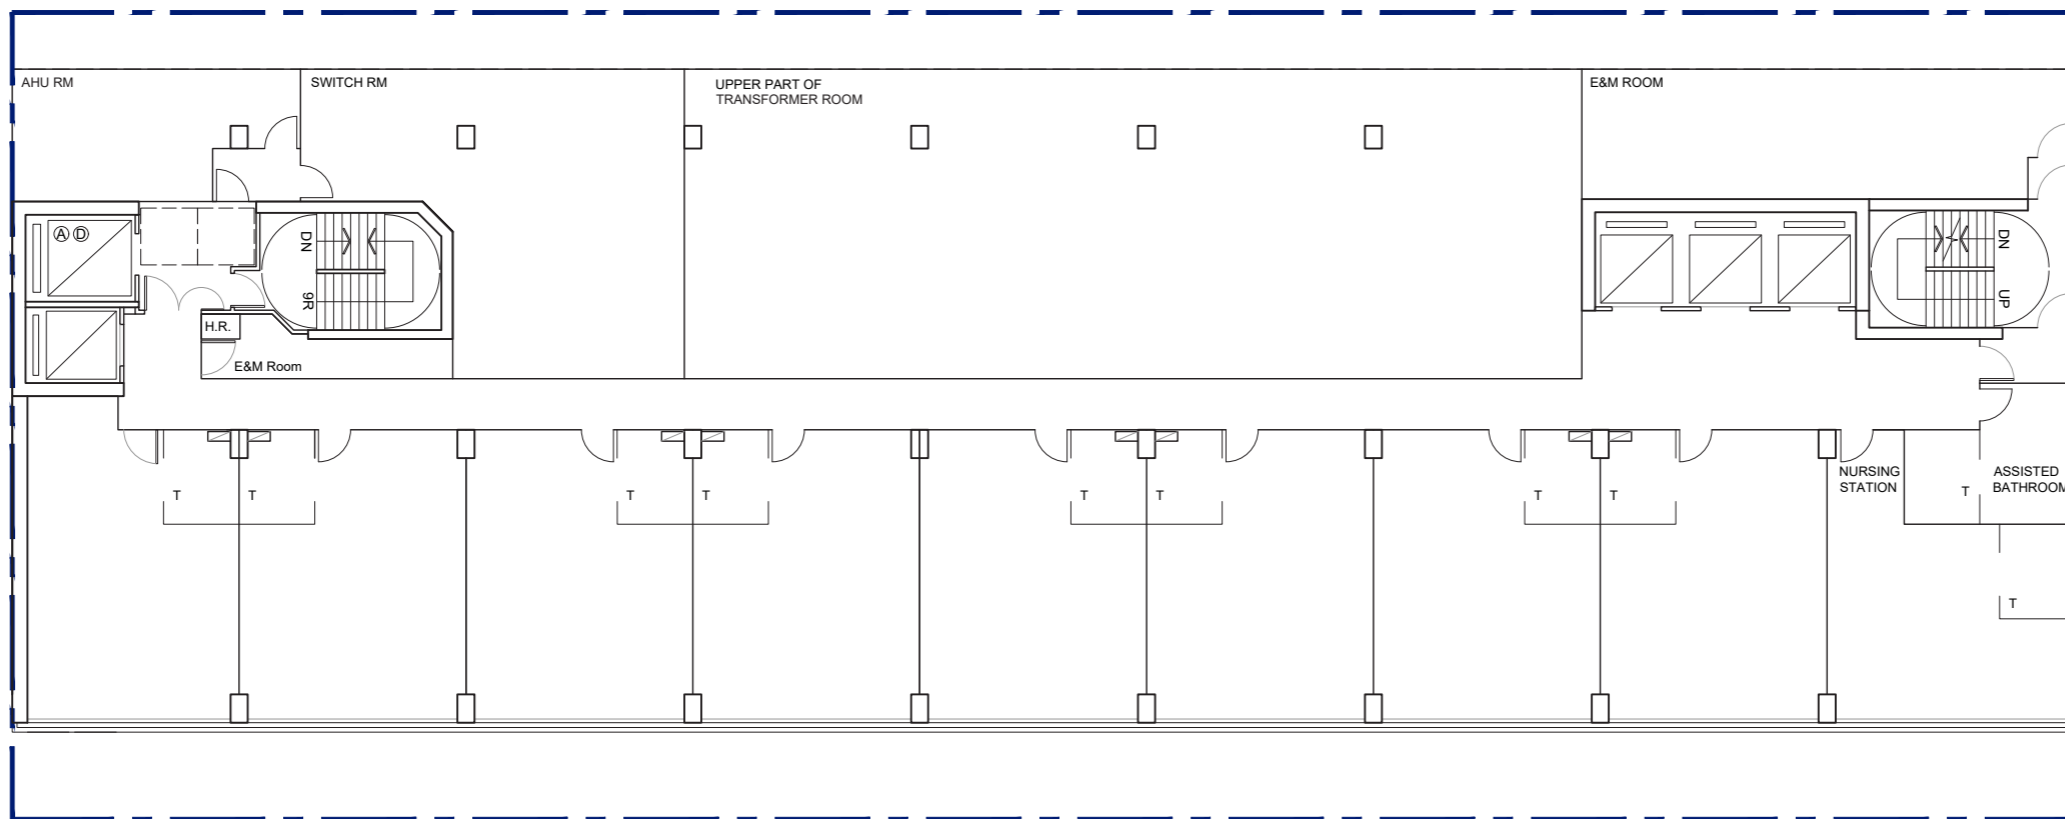 AHU RM
SWITCH RM
UPPER PART OF
TRANSFORMER ROOM
E&M ROOM
A D
DN
9R
DN
UP
H.R.
E&M Room
NURSING
STATION
ASSISTED
BATHROOM
T
T
T
T
T
T
T
T
T
T